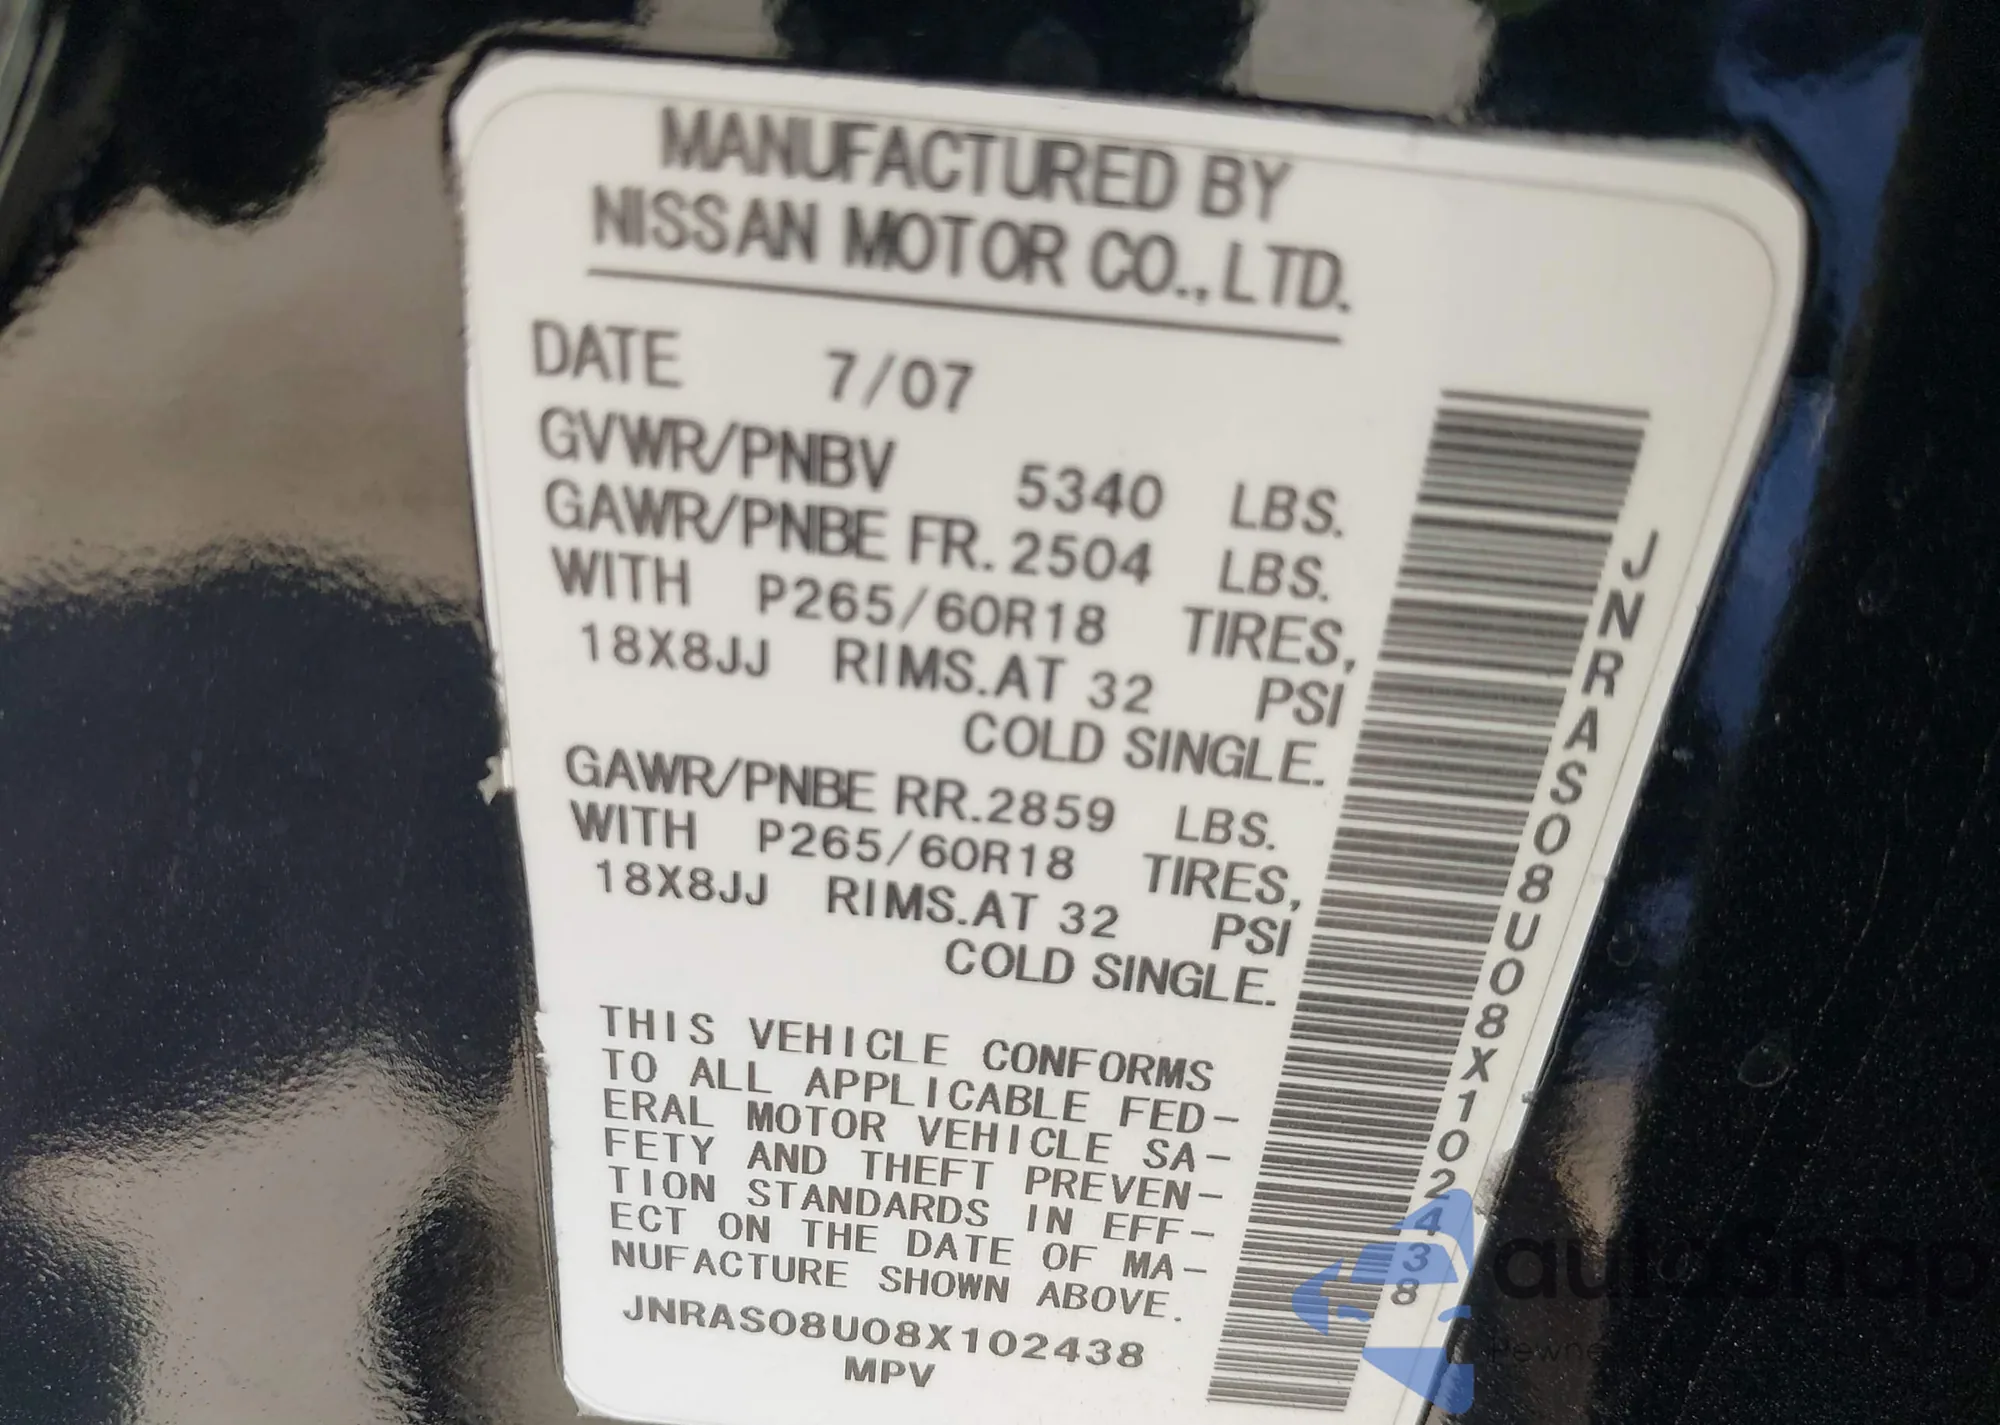 MANUFACTURED BY
NISSAN MOTOR CO., LTD.
DATE 7/07
GVWR/PNBV 5340 LBS.
GAWR/PNBE FR. 2504 LBS.
WITH P265/60R18 TIRES,
18X8JJ RIMS.AT 32 PSI
COLD SINGLE.
GAWR/PNBE RR.2859 LBS.
WITH P265/60R18 TIRES,
18X8JJ RIMS.AT 32 PSI
COLD SINGLE.
THIS VEHICLE CONFORMS
TO ALL APPLICABLE FED-
ERAL MOTOR VEHICLE SA-
FETY AND THEFT PREVEN-
TION STANDARDS IN EFF-
ECT ON THE DATE OF MA-
NUFACTURE SHOWN ABOVE.
JNRAS08U08X102438
MPV
JNRAS08U08X102438